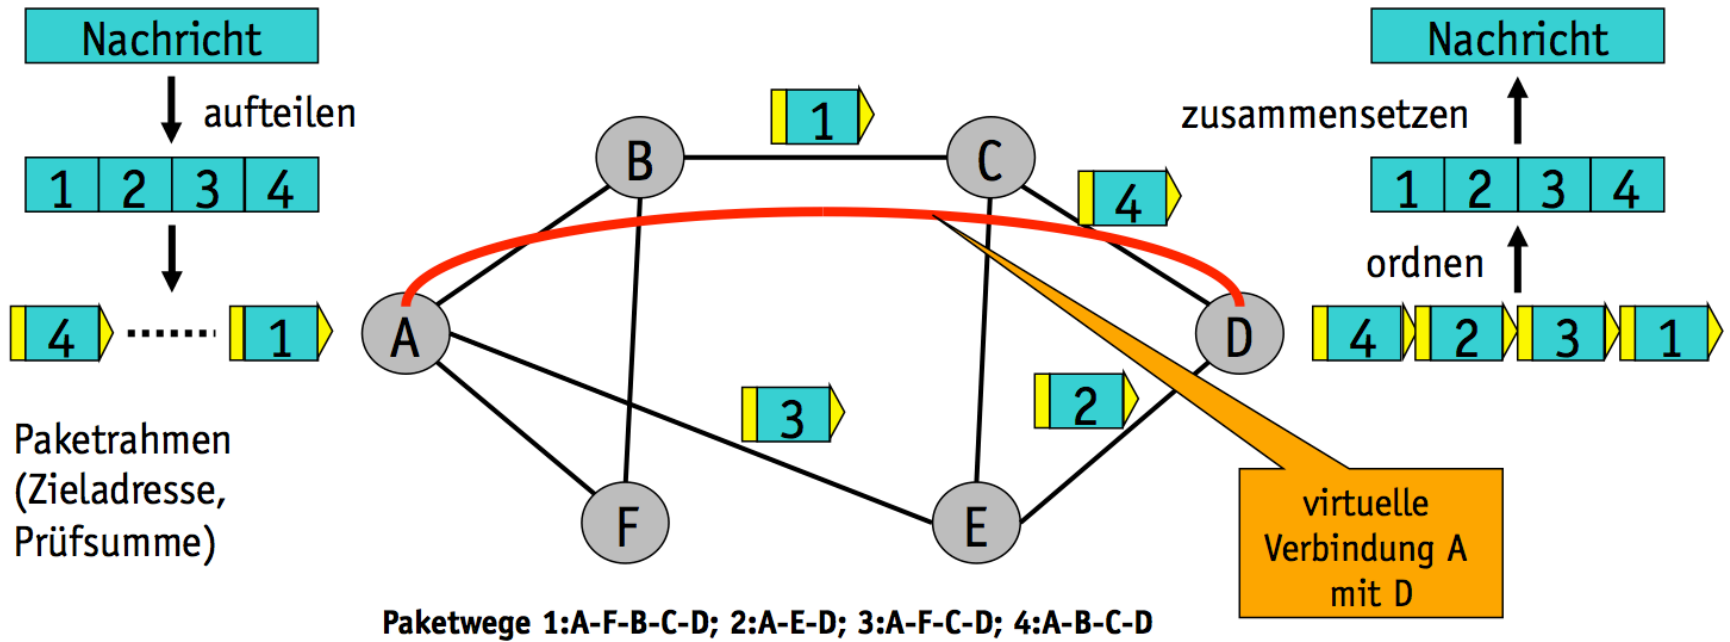 Nachricht
aufteilen
1 2 3 4
4 ........ 1
Paketrahmen
(Zieladresse,
Prüfsumme)
1
B
C
4
A
D
3
2
F
E
virtuelle
Verbindung A
mit D
Paketwege 1:A-F-B-C-D; 2:A-E-D; 3:A-F-C-D; 4:A-B-C-D
Nachricht
zusammensetzen
1 2 3 4
ordnen
4 2 3 1